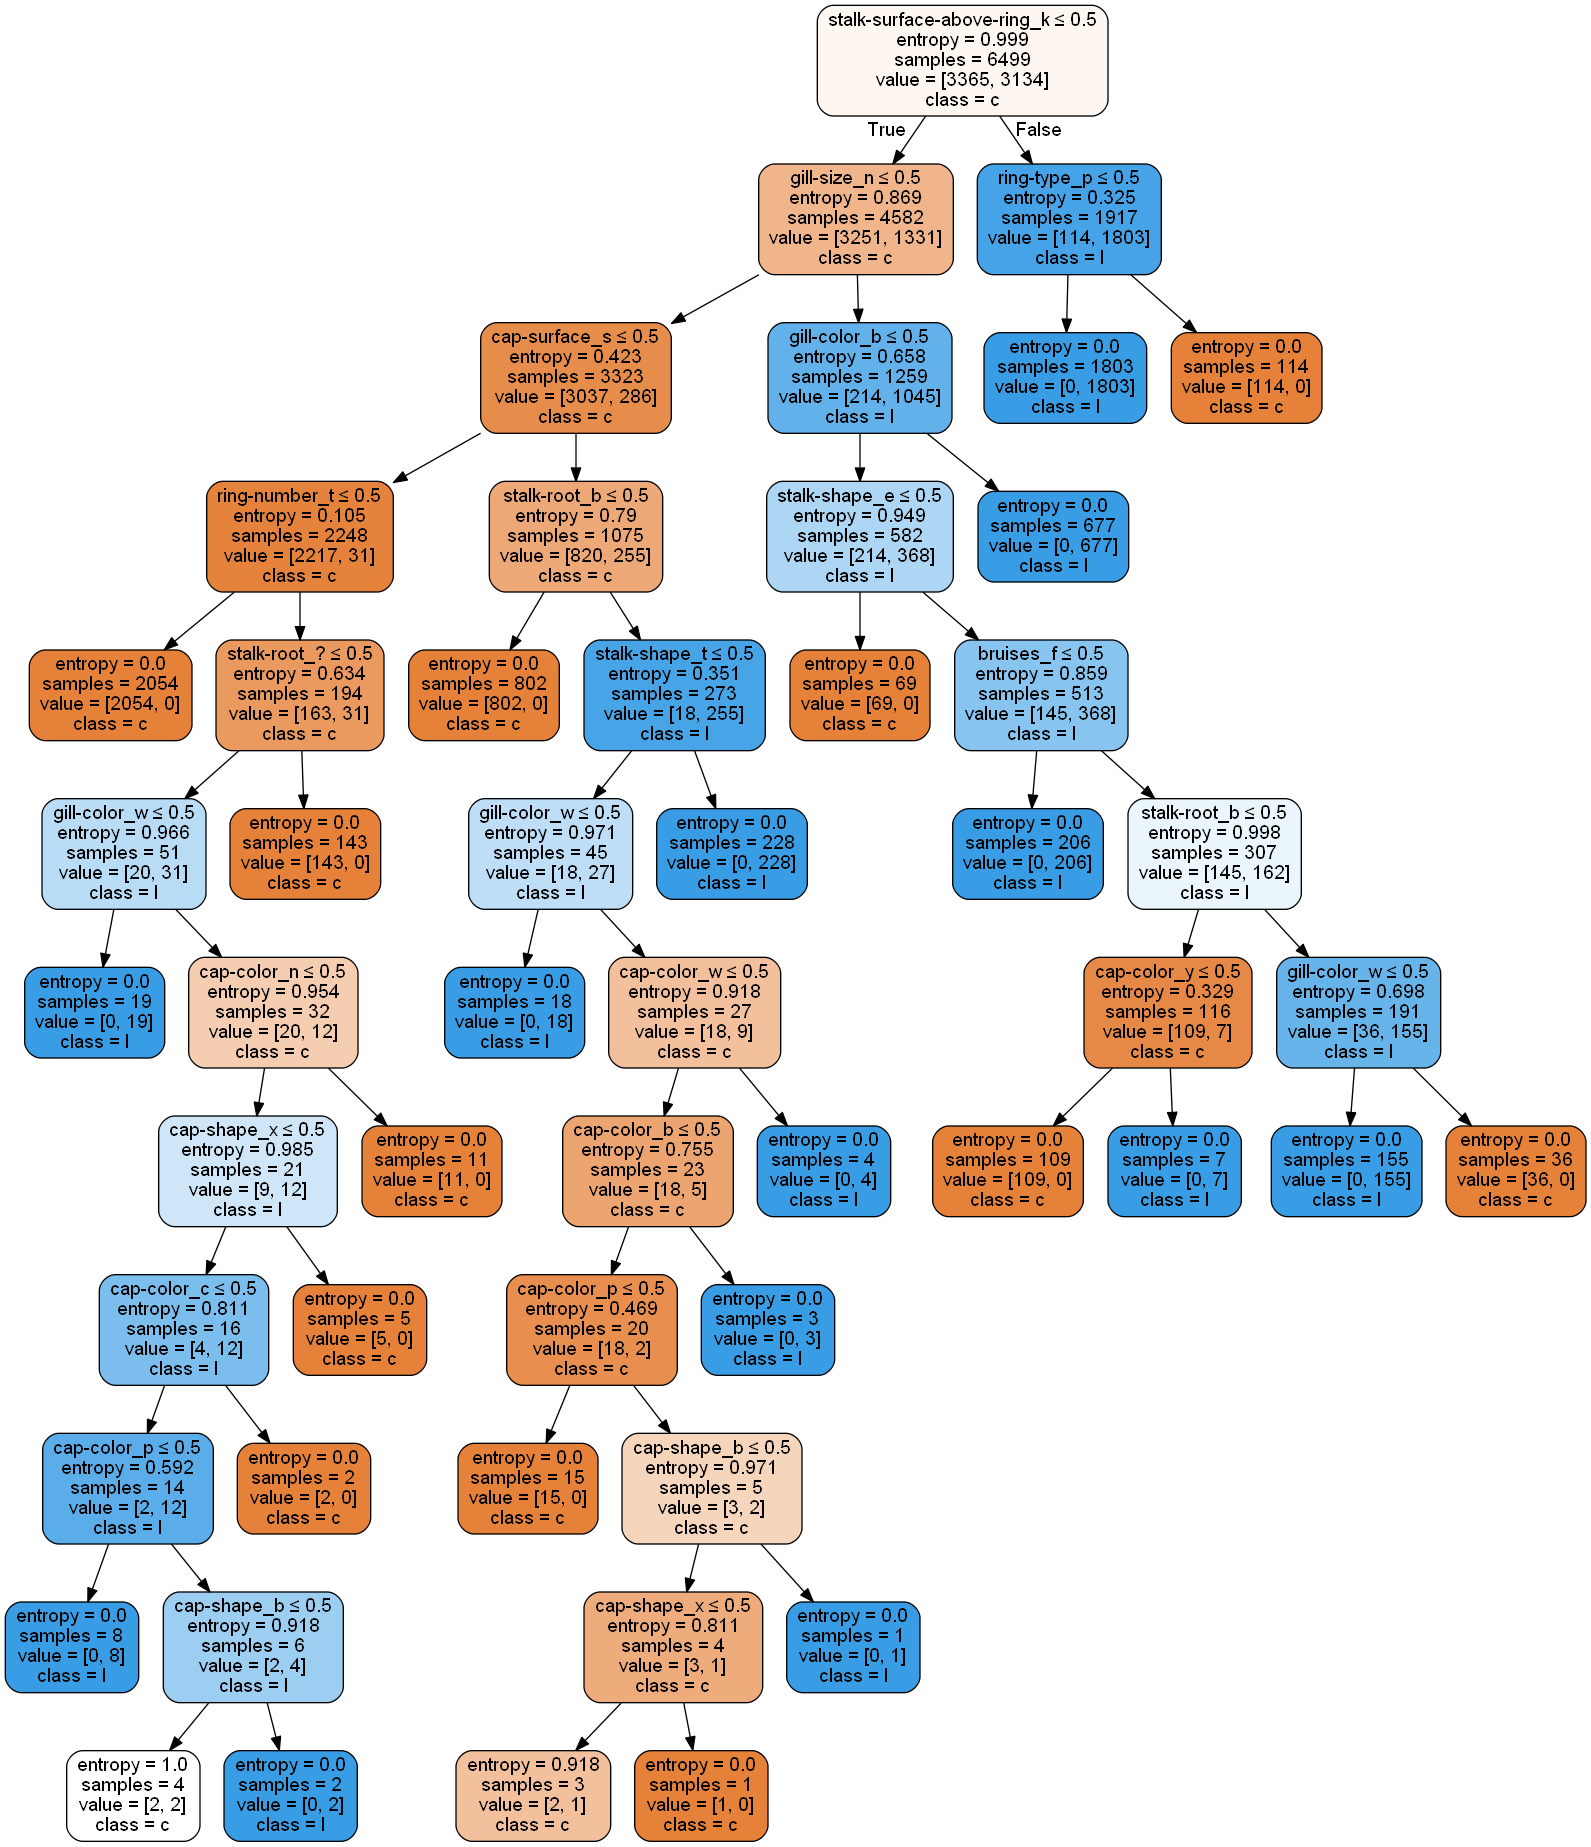 stalk-surface-above-ring_k ≤ 0.5
entropy = 0.999
samples = 6499
value = [3365, 3134]
class = c
True
False
gill-size_n ≤ 0.5
entropy = 0.869
samples = 4582
value = [3251, 1331]
class = c
ring-type_p ≤ 0.5
entropy = 0.325
samples = 1917
value = [114, 1803]
class = l
cap-surface_s ≤ 0.5
entropy = 0.423
samples = 3323
value = [3037, 286]
class = c
gill-color_b ≤ 0.5
entropy = 0.658
samples = 1259
value = [214, 1045]
class = l
entropy = 0.0
samples = 1803
value = [0, 1803]
class = l
entropy = 0.0
samples = 114
value = [114, 0]
class = c
ring-number_t ≤ 0.5
entropy = 0.105
samples = 2248
value = [2217, 31]
class = c
stalk-root_b ≤ 0.5
entropy = 0.79
samples = 1075
value = [820, 255]
class = c
stalk-shape_e ≤ 0.5
entropy = 0.949
samples = 582
value = [214, 368]
class = l
entropy = 0.0
samples = 677
value = [0, 677]
class = l
entropy = 0.0
samples = 2054
value = [2054, 0]
class = c
stalk-root_? ≤ 0.5
entropy = 0.634
samples = 194
value = [163, 31]
class = c
entropy = 0.0
samples = 802
value = [802, 0]
class = c
stalk-shape_t ≤ 0.5
entropy = 0.351
samples = 273
value = [18, 255]
class = l
entropy = 0.0
samples = 69
value = [69, 0]
class = c
bruises_f ≤ 0.5
entropy = 0.859
samples = 513
value = [145, 368]
class = l
gill-color_w ≤ 0.5
entropy = 0.966
samples = 51
value = [20, 31]
class = l
entropy = 0.0
samples = 143
value = [143, 0]
class = c
gill-color_w ≤ 0.5
entropy = 0.971
samples = 45
value = [18, 27]
class = l
entropy = 0.0
samples = 228
value = [0, 228]
class = l
entropy = 0.0
samples = 206
value = [0, 206]
class = l
stalk-root_b ≤ 0.5
entropy = 0.998
samples = 307
value = [145, 162]
class = l
entropy = 0.0
samples = 19
value = [0, 19]
class = l
cap-color_n ≤ 0.5
entropy = 0.954
samples = 32
value = [20, 12]
class = c
entropy = 0.0
samples = 18
value = [0, 18]
class = l
cap-color_w ≤ 0.5
entropy = 0.918
samples = 27
value = [18, 9]
class = c
cap-color_y ≤ 0.5
entropy = 0.329
samples = 116
value = [109, 7]
class = c
gill-color_w ≤ 0.5
entropy = 0.698
samples = 191
value = [36, 155]
class = l
cap-shape_x ≤ 0.5
entropy = 0.985
samples = 21
value = [9, 12]
class = l
entropy = 0.0
samples = 11
value = [11, 0]
class = c
cap-color_b ≤ 0.5
entropy = 0.755
samples = 23
value = [18, 5]
class = c
entropy = 0.0
samples = 4
value = [0, 4]
class = l
entropy = 0.0
samples = 109
value = [109, 0]
class = c
entropy = 0.0
samples = 7
value = [0, 7]
class = l
entropy = 0.0
samples = 155
value = [0, 155]
class = l
entropy = 0.0
samples = 36
value = [36, 0]
class = c
cap-color_c ≤ 0.5
entropy = 0.811
samples = 16
value = [4, 12]
class = l
entropy = 0.0
samples = 5
value = [5, 0]
class = c
cap-color_p ≤ 0.5
entropy = 0.469
samples = 20
value = [18, 2]
class = c
entropy = 0.0
samples = 3
value = [0, 3]
class = l
cap-color_p ≤ 0.5
entropy = 0.592
samples = 14
value = [2, 12]
class = l
entropy = 0.0
samples = 2
value = [2, 0]
class = c
entropy = 0.0
samples = 15
value = [15, 0]
class = c
cap-shape_b ≤ 0.5
entropy = 0.971
samples = 5
value = [3, 2]
class = c
entropy = 0.0
samples = 8
value = [0, 8]
class = l
cap-shape_b ≤ 0.5
entropy = 0.918
samples = 6
value = [2, 4]
class = l
cap-shape_x ≤ 0.5
entropy = 0.811
samples = 4
value = [3, 1]
class = c
entropy = 0.0
samples = 1
value = [0, 1]
class = l
entropy = 1.0
samples = 4
value = [2, 2]
class = c
entropy = 0.0
samples = 2
value = [0, 2]
class = l
entropy = 0.918
samples = 3
value = [2, 1]
class = c
entropy = 0.0
samples = 1
value = [1, 0]
class = c